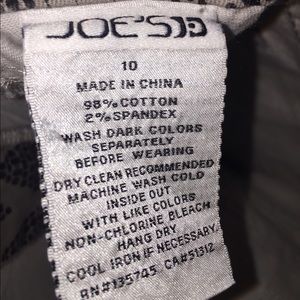 JOE'S
10
MADE IN CHINA
98% COTTON
2% SPANDEX
WASH DARK COLORS
SEPARATELY
BEFORE WEARING
DRY CLEAN RECOMMENDED
MACHINE WASH COLD
INSIDE OUT
WITH LIKE COLORS
NON-CHLORINE BLEACH
HANG DRY
COOL IRON IF NECESSARY.
RN#135745 CA#51312